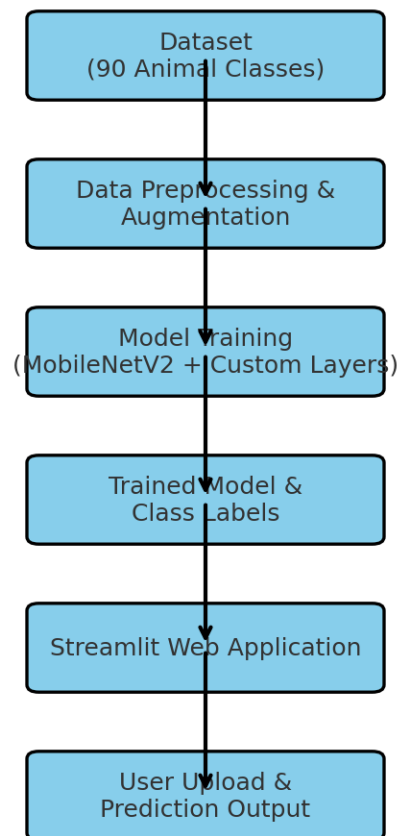 Dataset
(90 Animal Classes)
Data Preprocessing &
Augmentation
Model Training
(MobileNetV2 + Custom Layers)
Trained Model &
Class Labels
Streamlit Web Application
User Upload &
Prediction Output